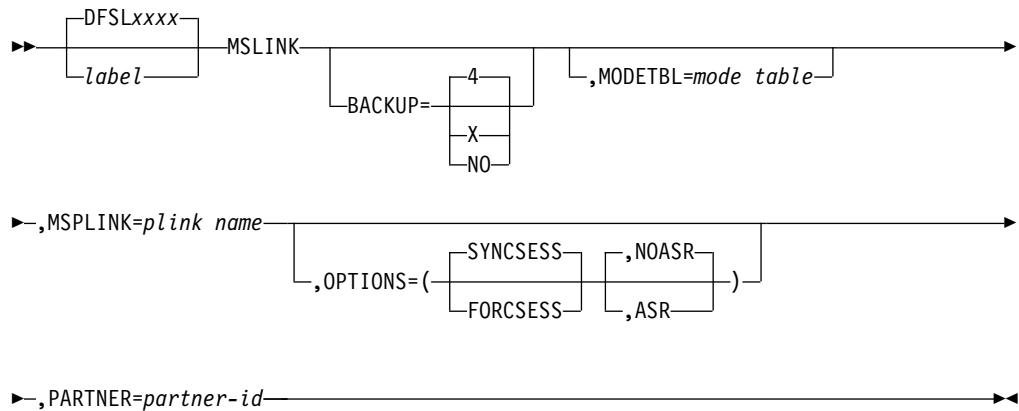 DFSLxxxx
MSLINK
label
4
,MODETBL=mode table
BACKUP=
X
NO
,MSPLINK=plink name
SYNCSESS
,NOASR
,OPTIONS=(
)
FORCSESS
,ASR
,PARTNER=partner-id